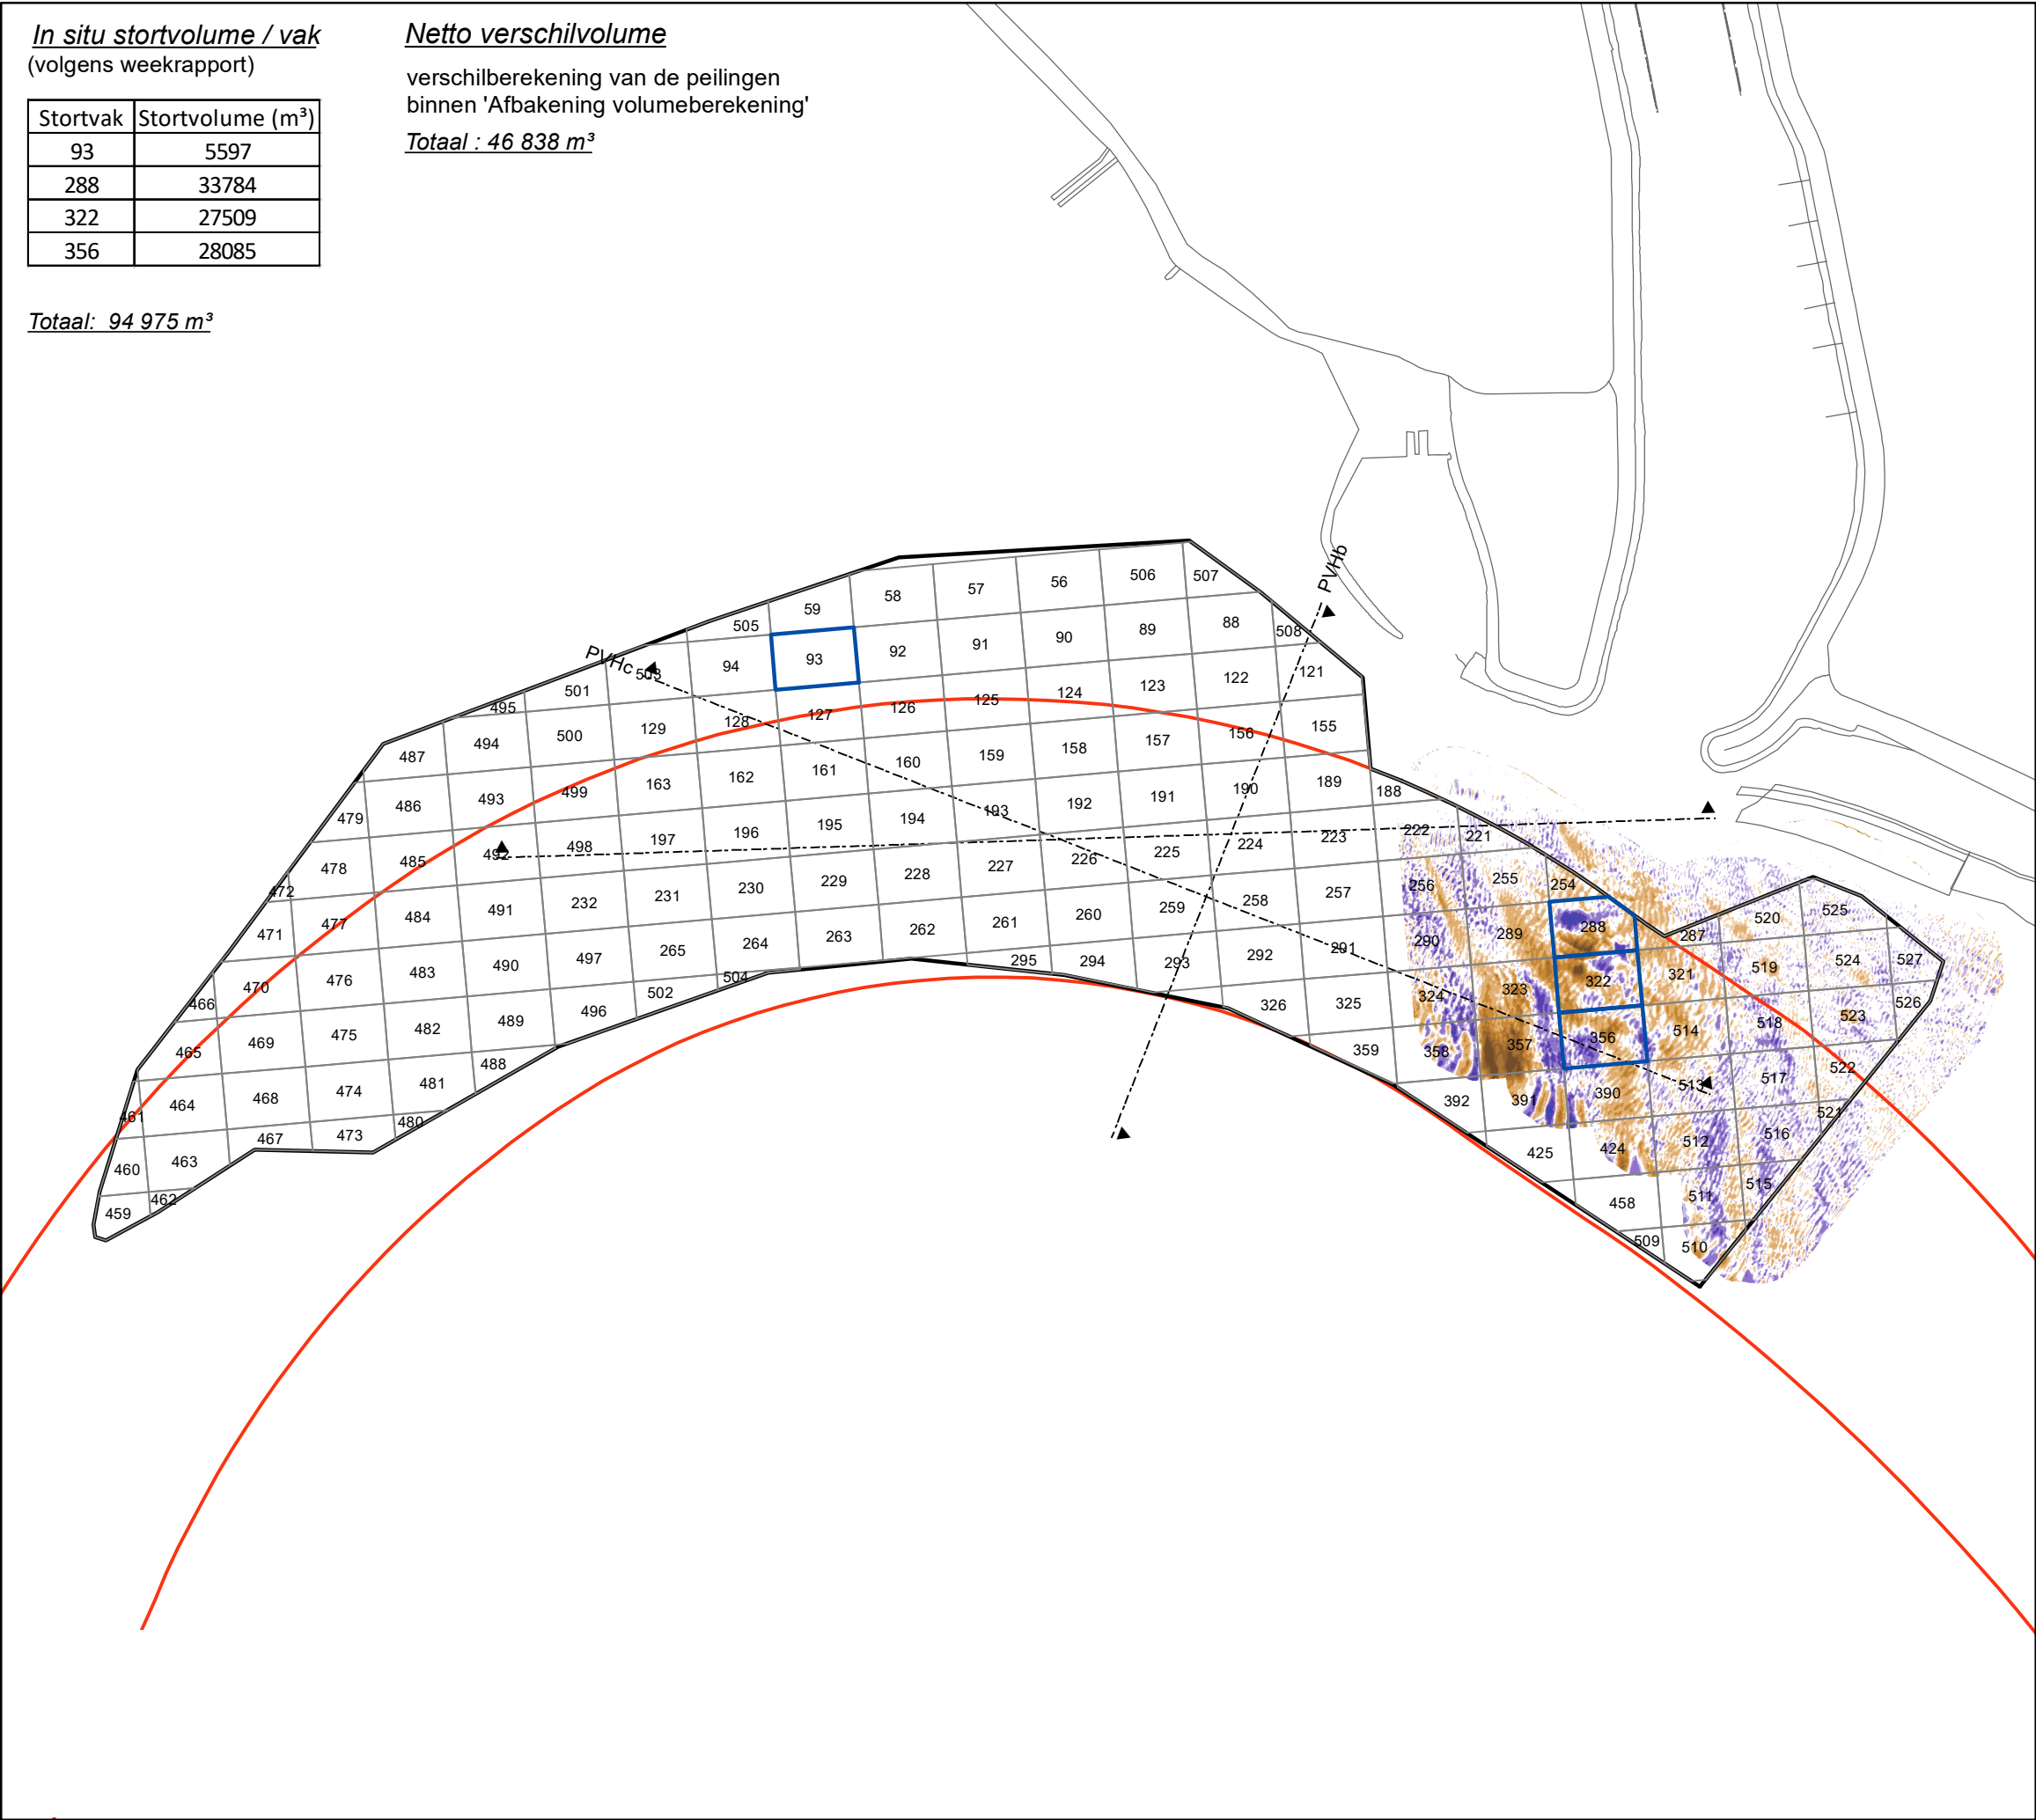 In situ stortvolume / vak
(volgens weekrapport)
Stortvak Stortvolume (m³)
93 5597
288 33784
322 27509
356 28085
Totaal: 94 975 m³
Netto verschilvolume
verschilberekening van de peilingen
binnen 'Afbakening volumeberekening'
Totaal : 46 838 m³
PVHb
PVHc
59 58 57 56 506 507
505 94 93 92 91 90 89 88 508
495 501 503 128 127 126 125 124 123 122 121
487 494 500 129 162 161 160 159 158 157 156 155
479 486 493 499 163 196 195 194 193 192 191 190 189 188
472 478 485 492 498 197 230 229 228 227 226 225 224 223 222 221
471 477 484 491 232 231 264 263 262 261 260 259 258 257 256 255 254
466 470 476 483 490 497 265 504 295 294 293 292 291 290 289 288 287 520 525
465 469 475 482 489 496 502 326 325 324 323 322 321 519 524 527
461 464 468 474 481 488 359 358 357 356 514 518 523 526
460 463 467 473 480 392 391 390 513 517 522
459 462 425 424 512 516 521
458 511 515
509 510